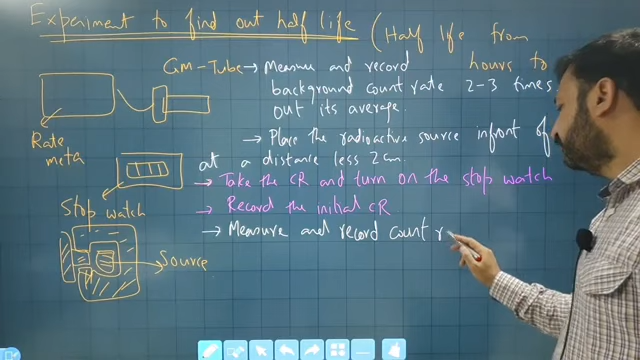 Experiment to find out half life (Half life from
hours to
GM-Tube → Measure and record
background count rate 2-3 times
out its average.
→ Place the radioactive source infront of
at a distance less 2cm.
→ Take the CR and turn on the stop watch
→ Record the initial CR
→ Measure and record count r
Rate
meta
Stop watch
Source